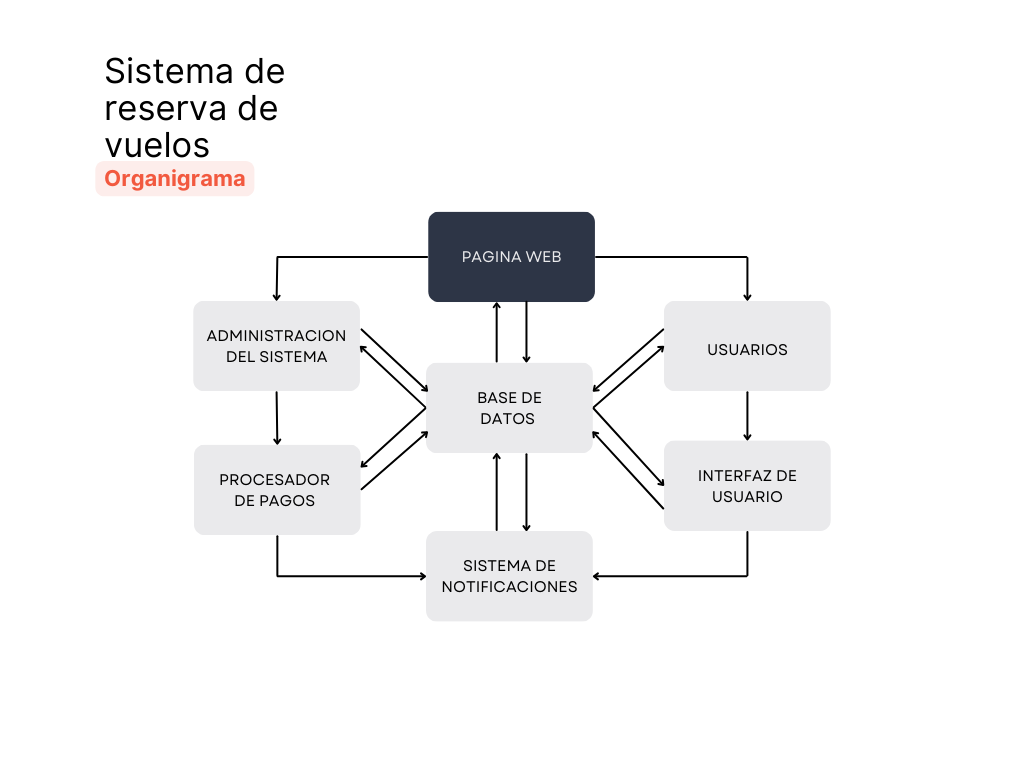 Sistema de
reserva de
vuelos
Organigrama
PAGINA WEB
ADMINISTRACION
DEL SISTEMA
USUARIOS
BASE DE
DATOS
PROCESADOR
DE PAGOS
INTERFAZ DE
USUARIO
SISTEMA DE
NOTIFICACIONES